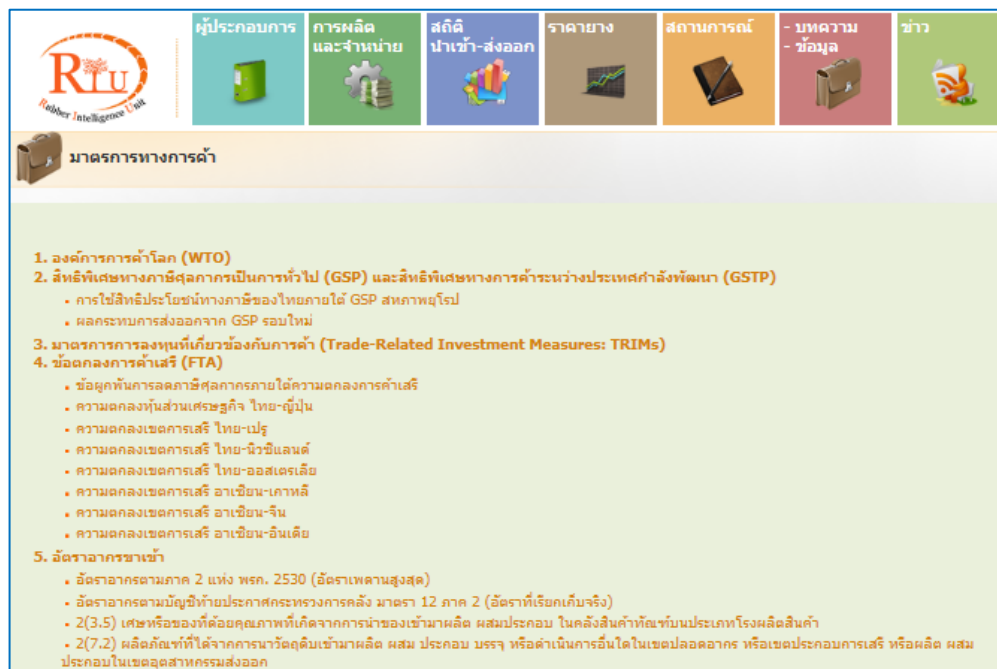 RIU
Rubber Intelligence Unit
ผู้ประกอบการ
การผลิต
และจำหน่าย
สถิติ
นำเข้า-ส่งออก
ราคายาง
สถานการณ์
- บทความ
- ข้อมูล
ข่าว
มาตรการทางการค้า
1. องค์การการค้าโลก (WTO)
2. สิทธิพิเศษทางภาษีศุลกากรเป็นการทั่วไป (GSP) และสิทธิพิเศษทางการค้าระหว่างประเทศกำลังพัฒนา (GSTP)
การใช้สิทธิประโยชน์ทางภาษีของไทยภายใต้ GSP สหภาพยุโรป
ผลกระทบการส่งออกจาก GSP รอบใหม่
3. มาตรการการลงทุนที่เกี่ยวข้องกับการค้า (Trade-Related Investment Measures: TRIMs)
4. ข้อตกลงการค้าเสรี (FTA)
ข้อผูกพันการลดภาษีศุลกากรภายใต้ความตกลงการค้าเสรี
ความตกลงหุ้นส่วนเศรษฐกิจ ไทย-ญี่ปุ่น
ความตกลงเขตการเสรี ไทย-เปรู
ความตกลงเขตการเสรี ไทย-นิวซีแลนด์
ความตกลงเขตการเสรี ไทย-ออสเตรเลีย
ความตกลงเขตการเสรี อาเซียน-เกาหลี
ความตกลงเขตการเสรี อาเซียน-จีน
ความตกลงเขตการเสรี อาเซียน-อินเดีย
5. อัตราอากรขาเข้า
อัตราอากรตามภาค 2 แห่ง พรก. 2530 (อัตราเพดานสูงสุด)
อัตราอากรตามบัญชีท้ายประกาศกระทรวงการคลัง มาตรา 12 ภาค 2 (อัตราที่เรียกเก็บจริง)
2(3.5) เศษหรือของที่ด้อยคุณภาพที่เกิดจากการนำของเข้ามาผลิต ผสมประกอบ ในคลังสินค้าทัณฑ์บนประเภทโรงผลิตสินค้า
2(7.2) ผลิตภัณฑ์ที่ได้จากการนาวัตถุดิบเข้ามาผลิต ผสม ประกอบ บรรจุ หรือดำเนินการอื่นใดในเขตปลอดอากร หรือเขตประกอบการเสรี หรือผลิต ผสม
ประกอบในเขตอุตสาหกรรมส่งออก